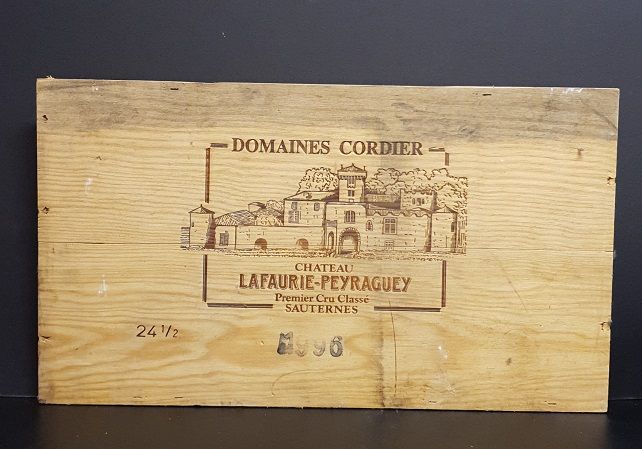 DOMAINES CORDIER
CHATEAU
LAFAURIE-PEYRAGUEY
Premier Cru Classé
SAUTERNES
24 1/2
1996